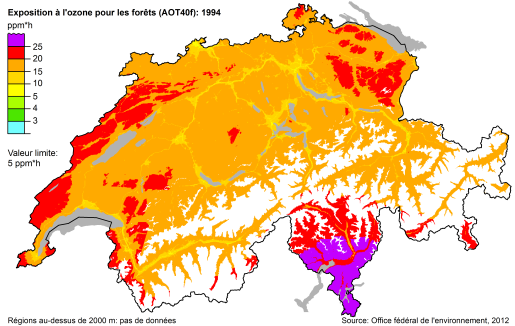 Exposition à l'ozone pour les forêts (AOT40f): 1994
ppm*h
25
20
15
10
5
4
3
Valeur limite:
5 ppm*h
Régions au-dessus de 2000 m: pas de données
Source: Office fédéral de l'environnement, 2012